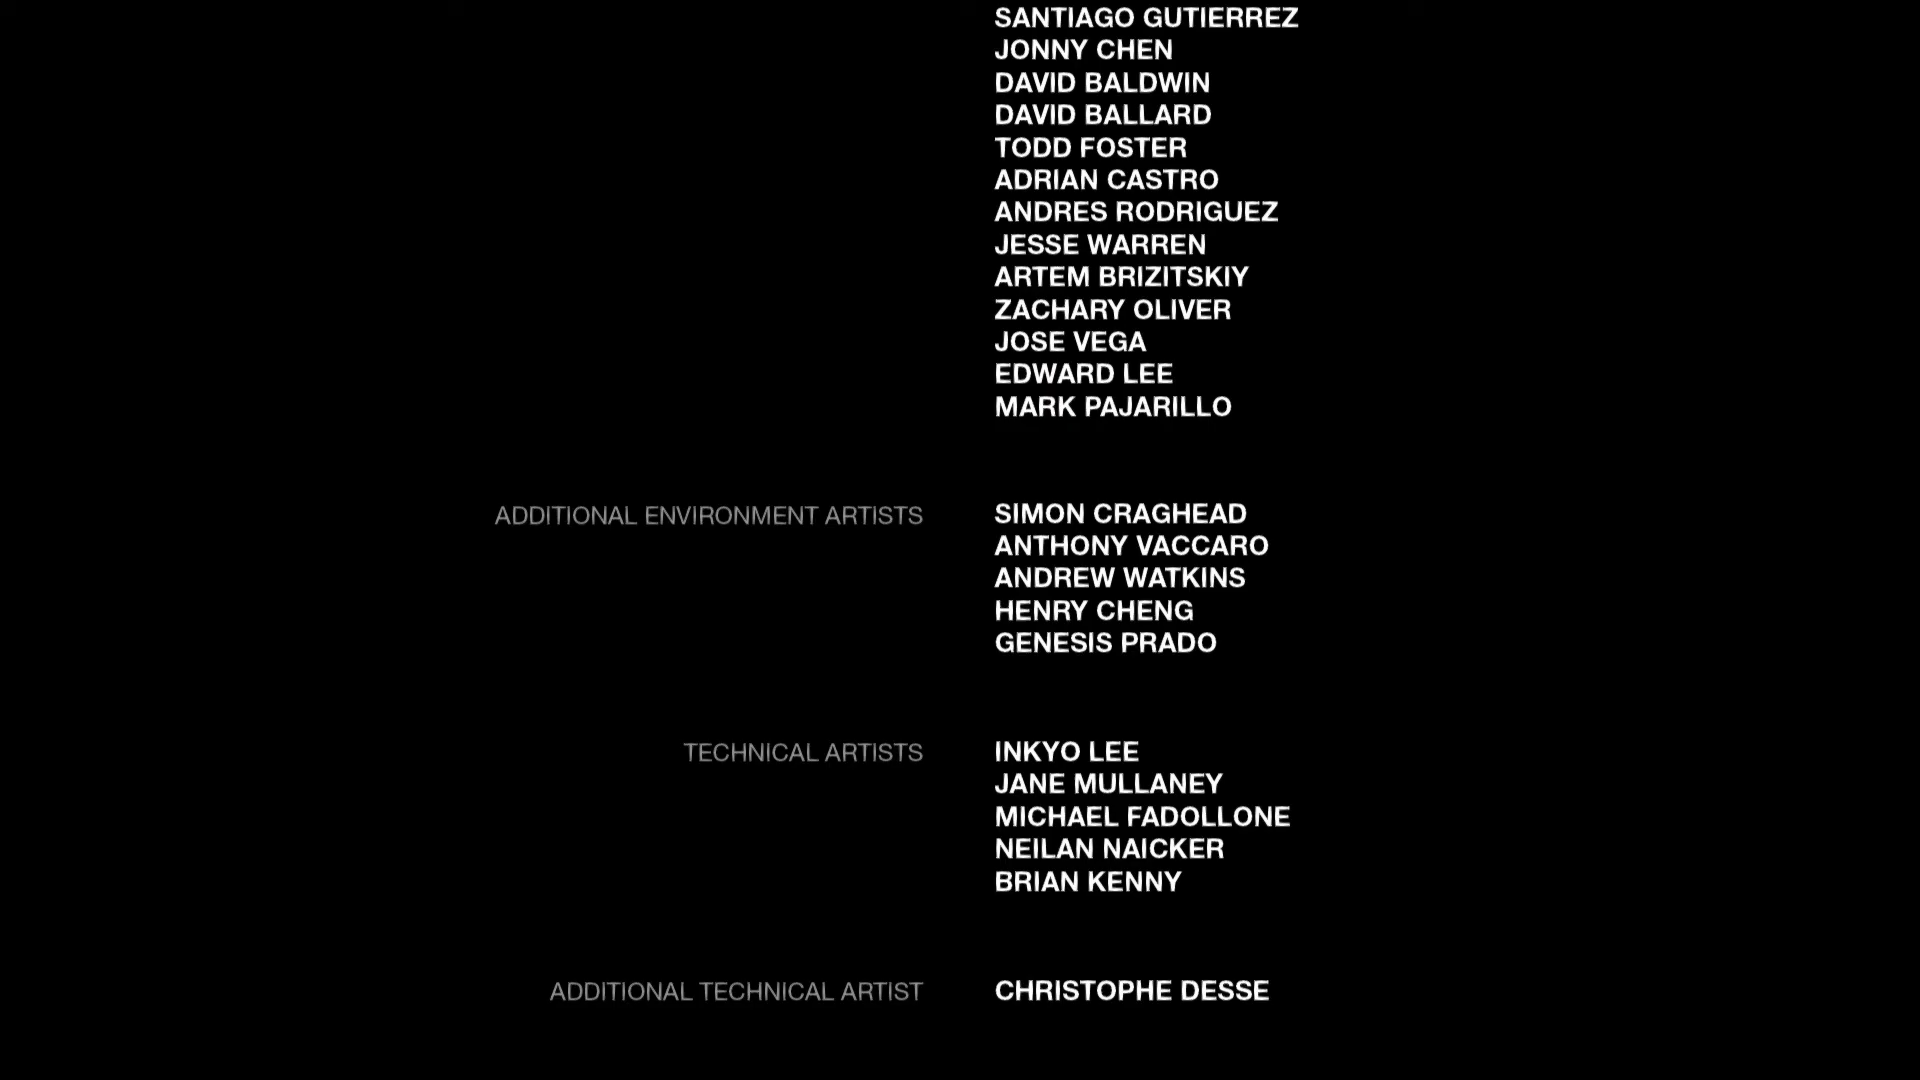 SANTIAGO GUTIERREZ
JONNY CHEN
DAVID BALDWIN
DAVID BALLARD
TODD FOSTER
ADRIAN CASTRO
ANDRES RODRIGUEZ
JESSE WARREN
ARTEM BRIZITSKIY
ZACHARY OLIVER
JOSE VEGA
EDWARD LEE
MARK PAJARILLO
ADDITIONAL ENVIRONMENT ARTISTS SIMON CRAGHEAD
ANTHONY VACCARO
ANDREW WATKINS
HENRY CHENG
GENESIS PRADO
TECHNICAL ARTISTS INKYO LEE
JANE MULLANEY
MICHAEL FADOLLONE
NEILAN NAICKER
BRIAN KENNY
ADDITIONAL TECHNICAL ARTIST CHRISTOPHE DESSE